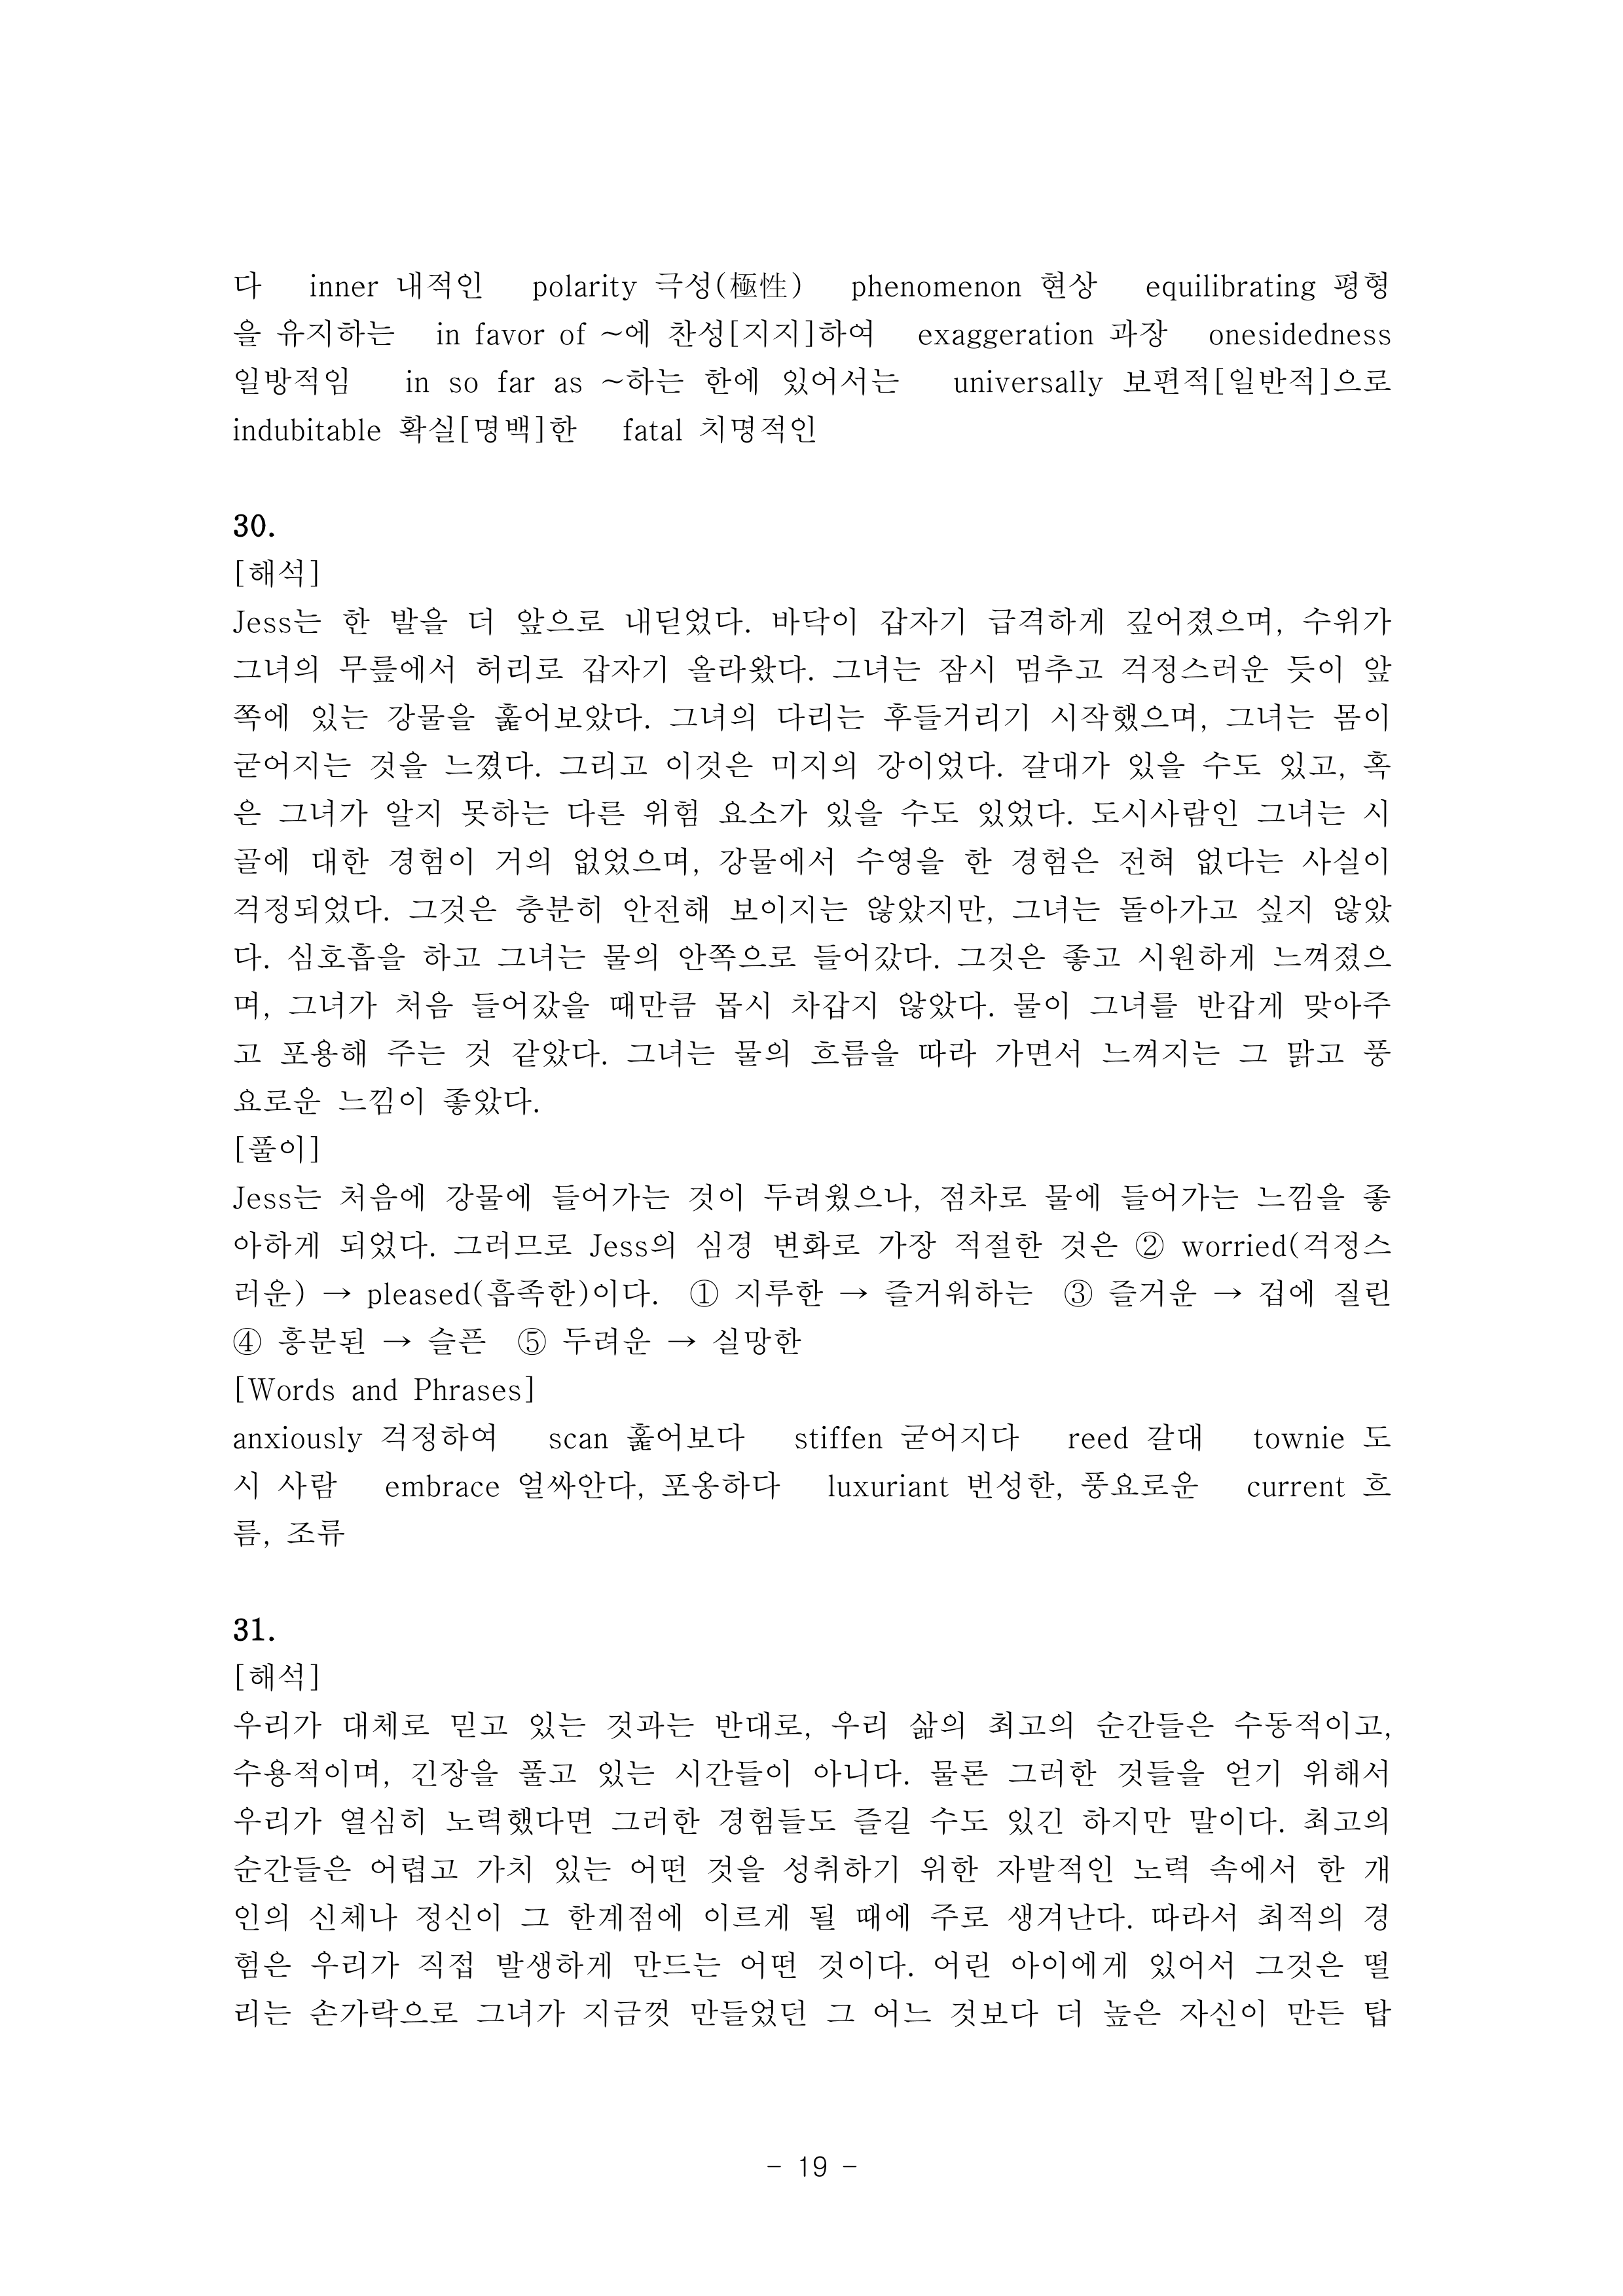 다 inner 내적인 polarity 극성(極性) phenomenon 현상 equilibrating 평형
을 유지하는 in favor of ~에 찬성[지지]하여 exaggeration 과장 onesidedness
일방적임 in so far as ~하는 한에 있어서는 universally 보편적[일반적]으로
indubitable 확실[명백]한 fatal 치명적인
30.
[해석]
Jess는 한 발을 더 앞으로 내딛었다. 바닥이 갑자기 급격하게 깊어졌으며, 수위가
그녀의 무릎에서 허리로 갑자기 올라왔다. 그녀는 잠시 멈추고 걱정스러운 듯이 앞
쪽에 있는 강물을 훑어보았다. 그녀의 다리는 후들거리기 시작했으며, 그녀는 몸이
굳어지는 것을 느꼈다. 그리고 이것은 미지의 강이었다. 갈대가 있을 수도 있고, 혹
은 그녀가 알지 못하는 다른 위험 요소가 있을 수도 있었다. 도시사람인 그녀는 시
골에 대한 경험이 거의 없었으며, 강물에서 수영을 한 경험은 전혀 없다는 사실이
걱정되었다. 그것은 충분히 안전해 보이지는 않았지만, 그녀는 돌아가고 싶지 않았
다. 심호흡을 하고 그녀는 물의 안쪽으로 들어갔다. 그것은 좋고 시원하게 느껴졌으
며, 그녀가 처음 들어갔을 때만큼 몹시 차갑지 않았다. 물이 그녀를 반갑게 맞아주
고 포용해 주는 것 같았다. 그녀는 물의 흐름을 따라 가면서 느껴지는 그 맑고 풍
요로운 느낌이 좋았다.
[풀이]
Jess는 처음에 강물에 들어가는 것이 두려웠으나, 점차로 물에 들어가는 느낌을 좋
아하게 되었다. 그러므로 Jess의 심경 변화로 가장 적절한 것은 ② worried(걱정스
러운) → pleased(흡족한)이다. ① 지루한 → 즐거워하는 ③ 즐거운 → 겁에 질린
④ 흥분된 → 슬픈 ⑤ 두려운 → 실망한
[Words and Phrases]
anxiously 걱정하여 scan 훑어보다 stiffen 굳어지다 reed 갈대 townie 도
시 사람 embrace 얼싸안다, 포옹하다 luxuriant 번성한, 풍요로운 current 흐
름, 조류
31.
[해석]
우리가 대체로 믿고 있는 것과는 반대로, 우리 삶의 최고의 순간들은 수동적이고,
수용적이며, 긴장을 풀고 있는 시간들이 아니다. 물론 그러한 것들을 얻기 위해서
우리가 열심히 노력했다면 그러한 경험들도 즐길 수도 있긴 하지만 말이다. 최고의
순간들은 어렵고 가치 있는 어떤 것을 성취하기 위한 자발적인 노력 속에서 한 개
인의 신체나 정신이 그 한계점에 이르게 될 때에 주로 생겨난다. 따라서 최적의 경
험은 우리가 직접 발생하게 만드는 어떤 것이다. 어린 아이에게 있어서 그것은 떨
리는 손가락으로 그녀가 지금껏 만들었던 그 어느 것보다 더 높은 자신이 만든 탑
- 19 -